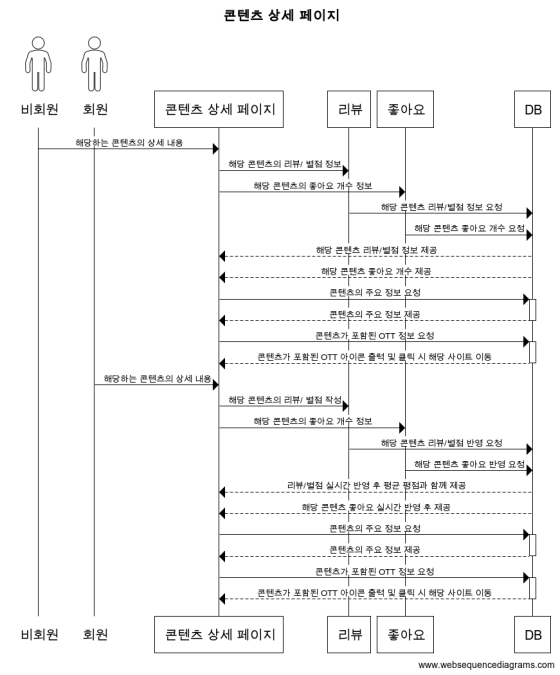 콘텐츠 상세 페이지
비회원 회원 콘텐츠 상세 페이지 리뷰 좋아요 DB
해당하는 콘텐츠의 상세 내용
해당 콘텐츠의 리뷰/ 별점 정보
해당 콘텐츠의 좋아요 개수 정보
해당 콘텐츠 리뷰/별점 정보 요청
해당 콘텐츠 좋아요 개수 요청
해당 콘텐츠 리뷰/별점 정보 제공
해당 콘텐츠 좋아요 개수 제공
콘텐츠의 주요 정보 요청
콘텐츠의 주요 정보 제공
콘텐츠가 포함된 OTT 정보 요청
콘텐츠가 포함된 OTT 아이콘 출력 및 클릭 시 해당 사이트 이동
해당하는 콘텐츠의 상세 내용
해당 콘텐츠의 리뷰/ 별점 작성
해당 콘텐츠의 좋아요 개수 정보
해당 콘텐츠 리뷰/별점 반영 요청
해당 콘텐츠 좋아요 반영 요청
리뷰/별점 실시간 반영 후 평균 평점과 함께 제공
해당 콘텐츠 좋아요 실시간 반영 후 제공
콘텐츠의 주요 정보 요청
콘텐츠의 주요 정보 제공
콘텐츠가 포함된 OTT 정보 요청
콘텐츠가 포함된 OTT 아이콘 출력 및 클릭 시 해당 사이트 이동
비회원 회원 콘텐츠 상세 페이지 리뷰 좋아요 DB
www.websequencediagrams.com